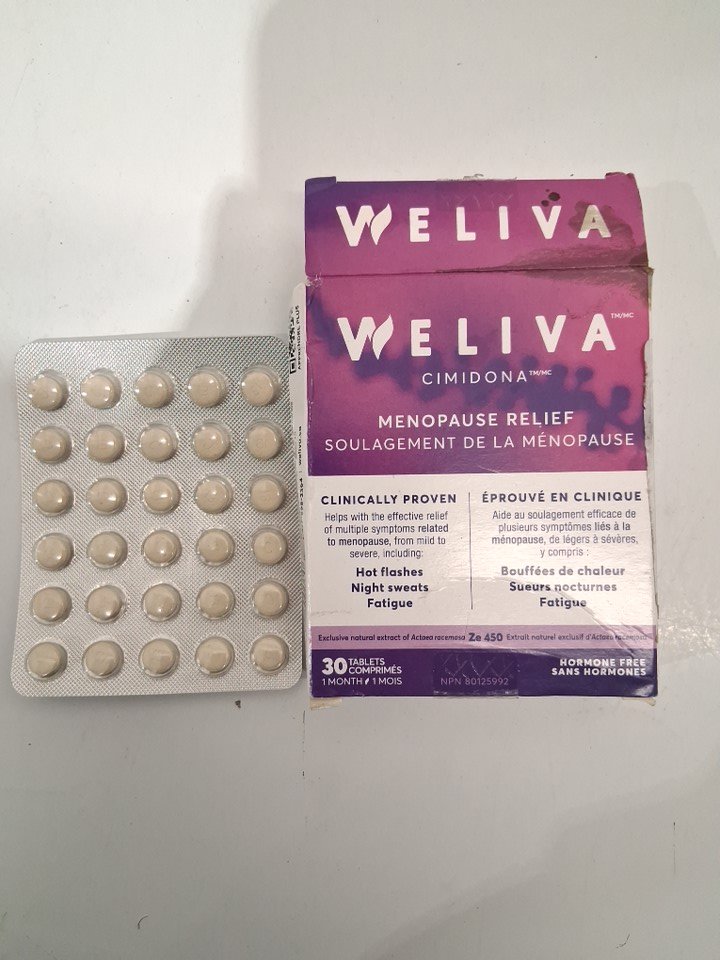 WELIVA
WELIVA TM/MC
CIMIDONA TM/MC
MENOPAUSE RELIEF
SOULAGEMENT DE LA MÉNOPAUSE
CLINICALLY PROVEN
Helps with the effective relief
of multiple symptoms related
to menopause, from mild to
severe, including:
Hot flashes
Night sweats
Fatigue
ÉPROUVÉ EN CLINIQUE
Aide au soulagement efficace de
plusieurs symptômes liés à la
ménopause, de légers à sévères,
y compris :
Bouffées de chaleur
Sueurs nocturnes
Fatigue
Exclusive natural extract of Actaea racemosa Ze 450 Extrait naturel exclusif d'Actaea racemosa
30 TABLETS
COMPRIMÉS
1 MONTH / 1 MOIS
NPN 80125992
HORMONE FREE
SANS HORMONES
APPRENDRE PLUS
weliva.ca